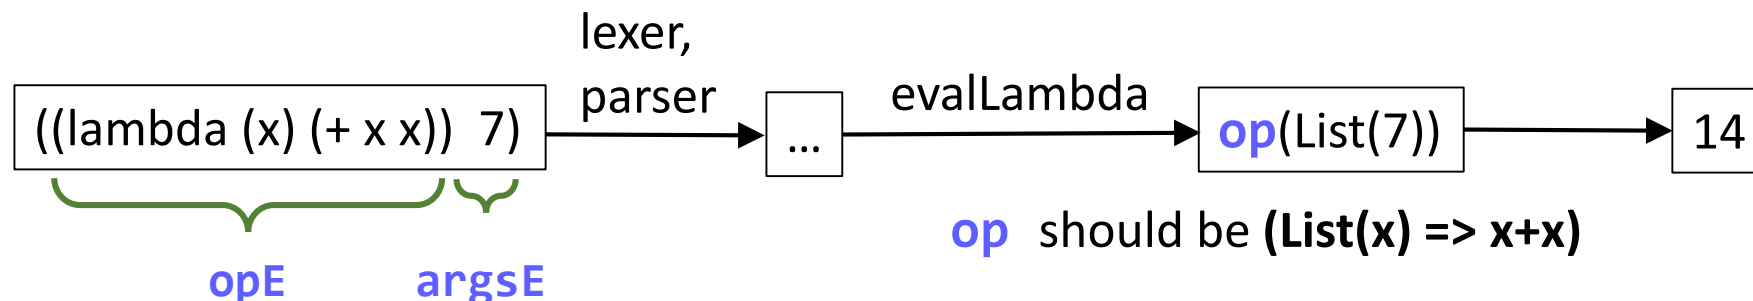 lexer,
parser
((lambda (x) (+ x x)) 7)
...
evalLambda
op(List(7))
14
opE
argsE
op should be (List(x) => x+x)